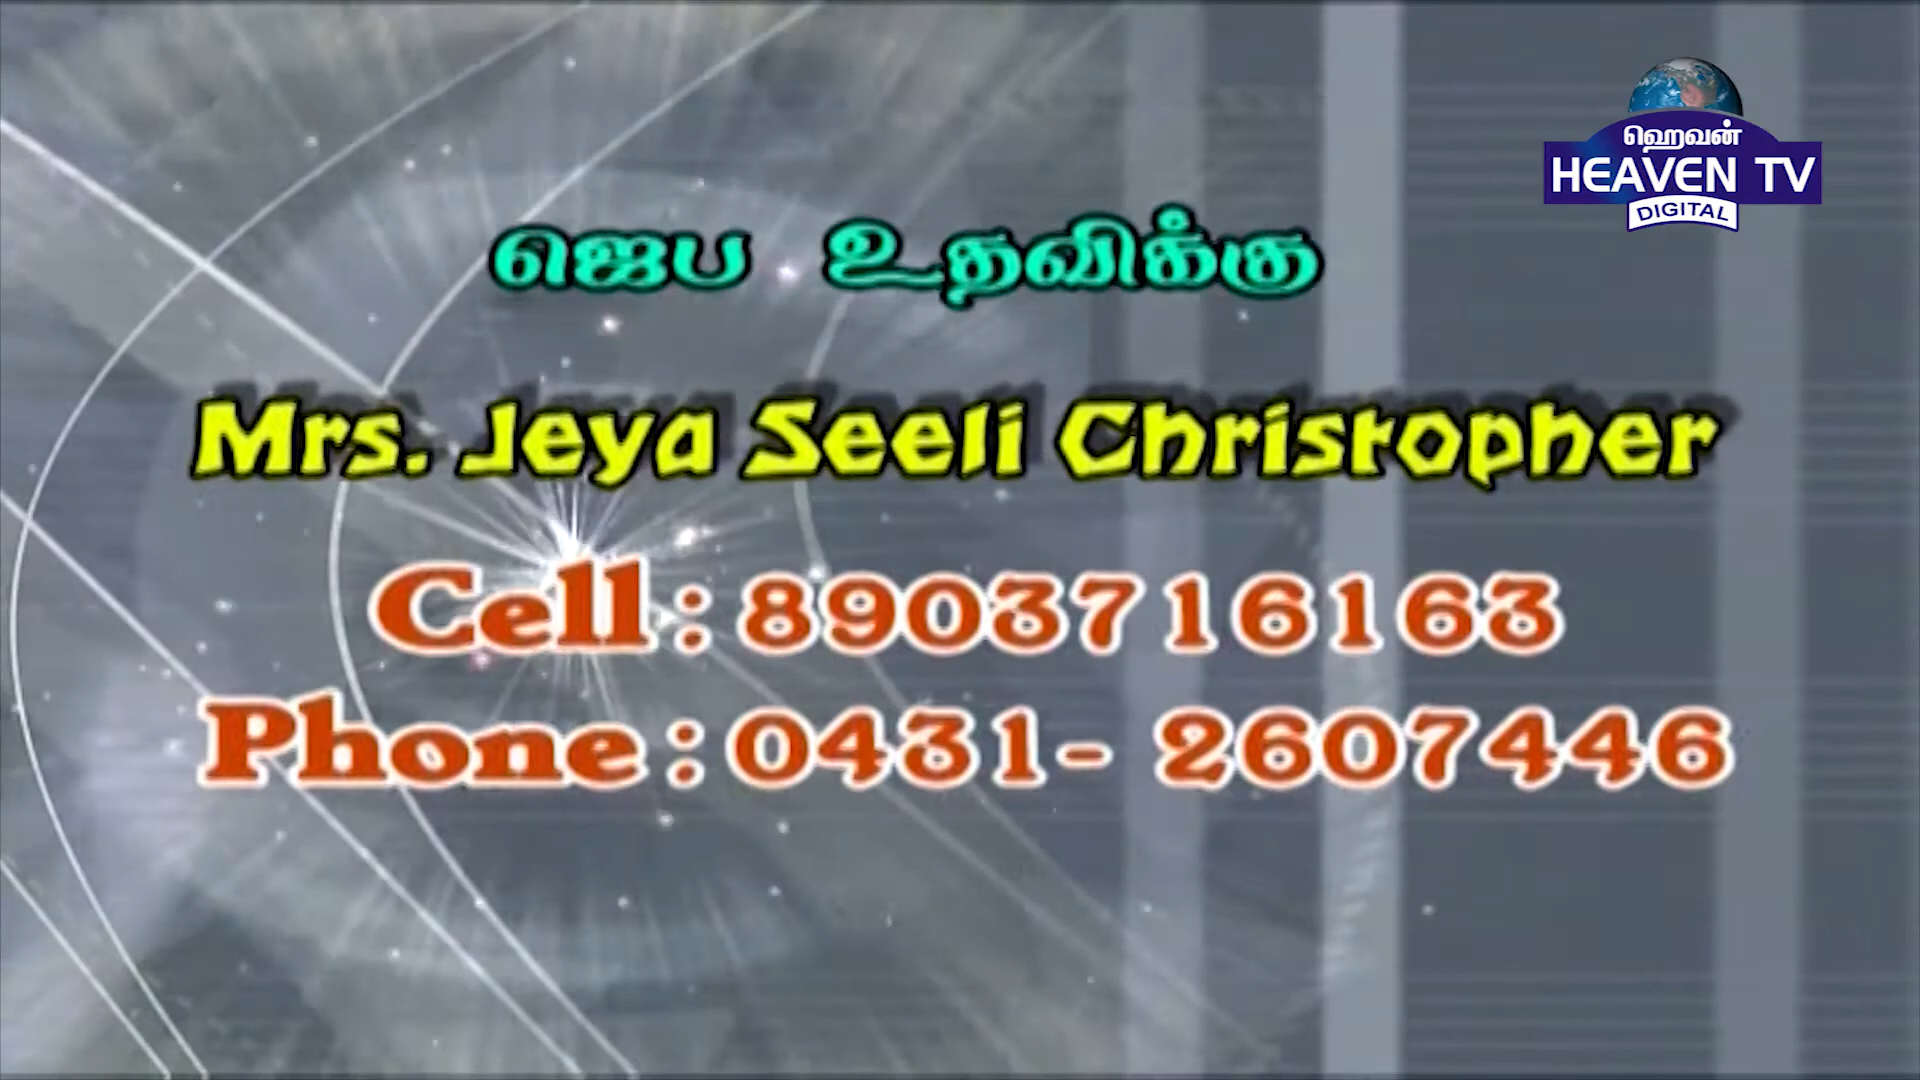 ஹெவன்
HEAVEN TV
DIGITAL
ஜெப உதவிக்கு
Mrs. Jeya Seeli Christopher
Cell : 8903716163
Phone : 0431- 2607446